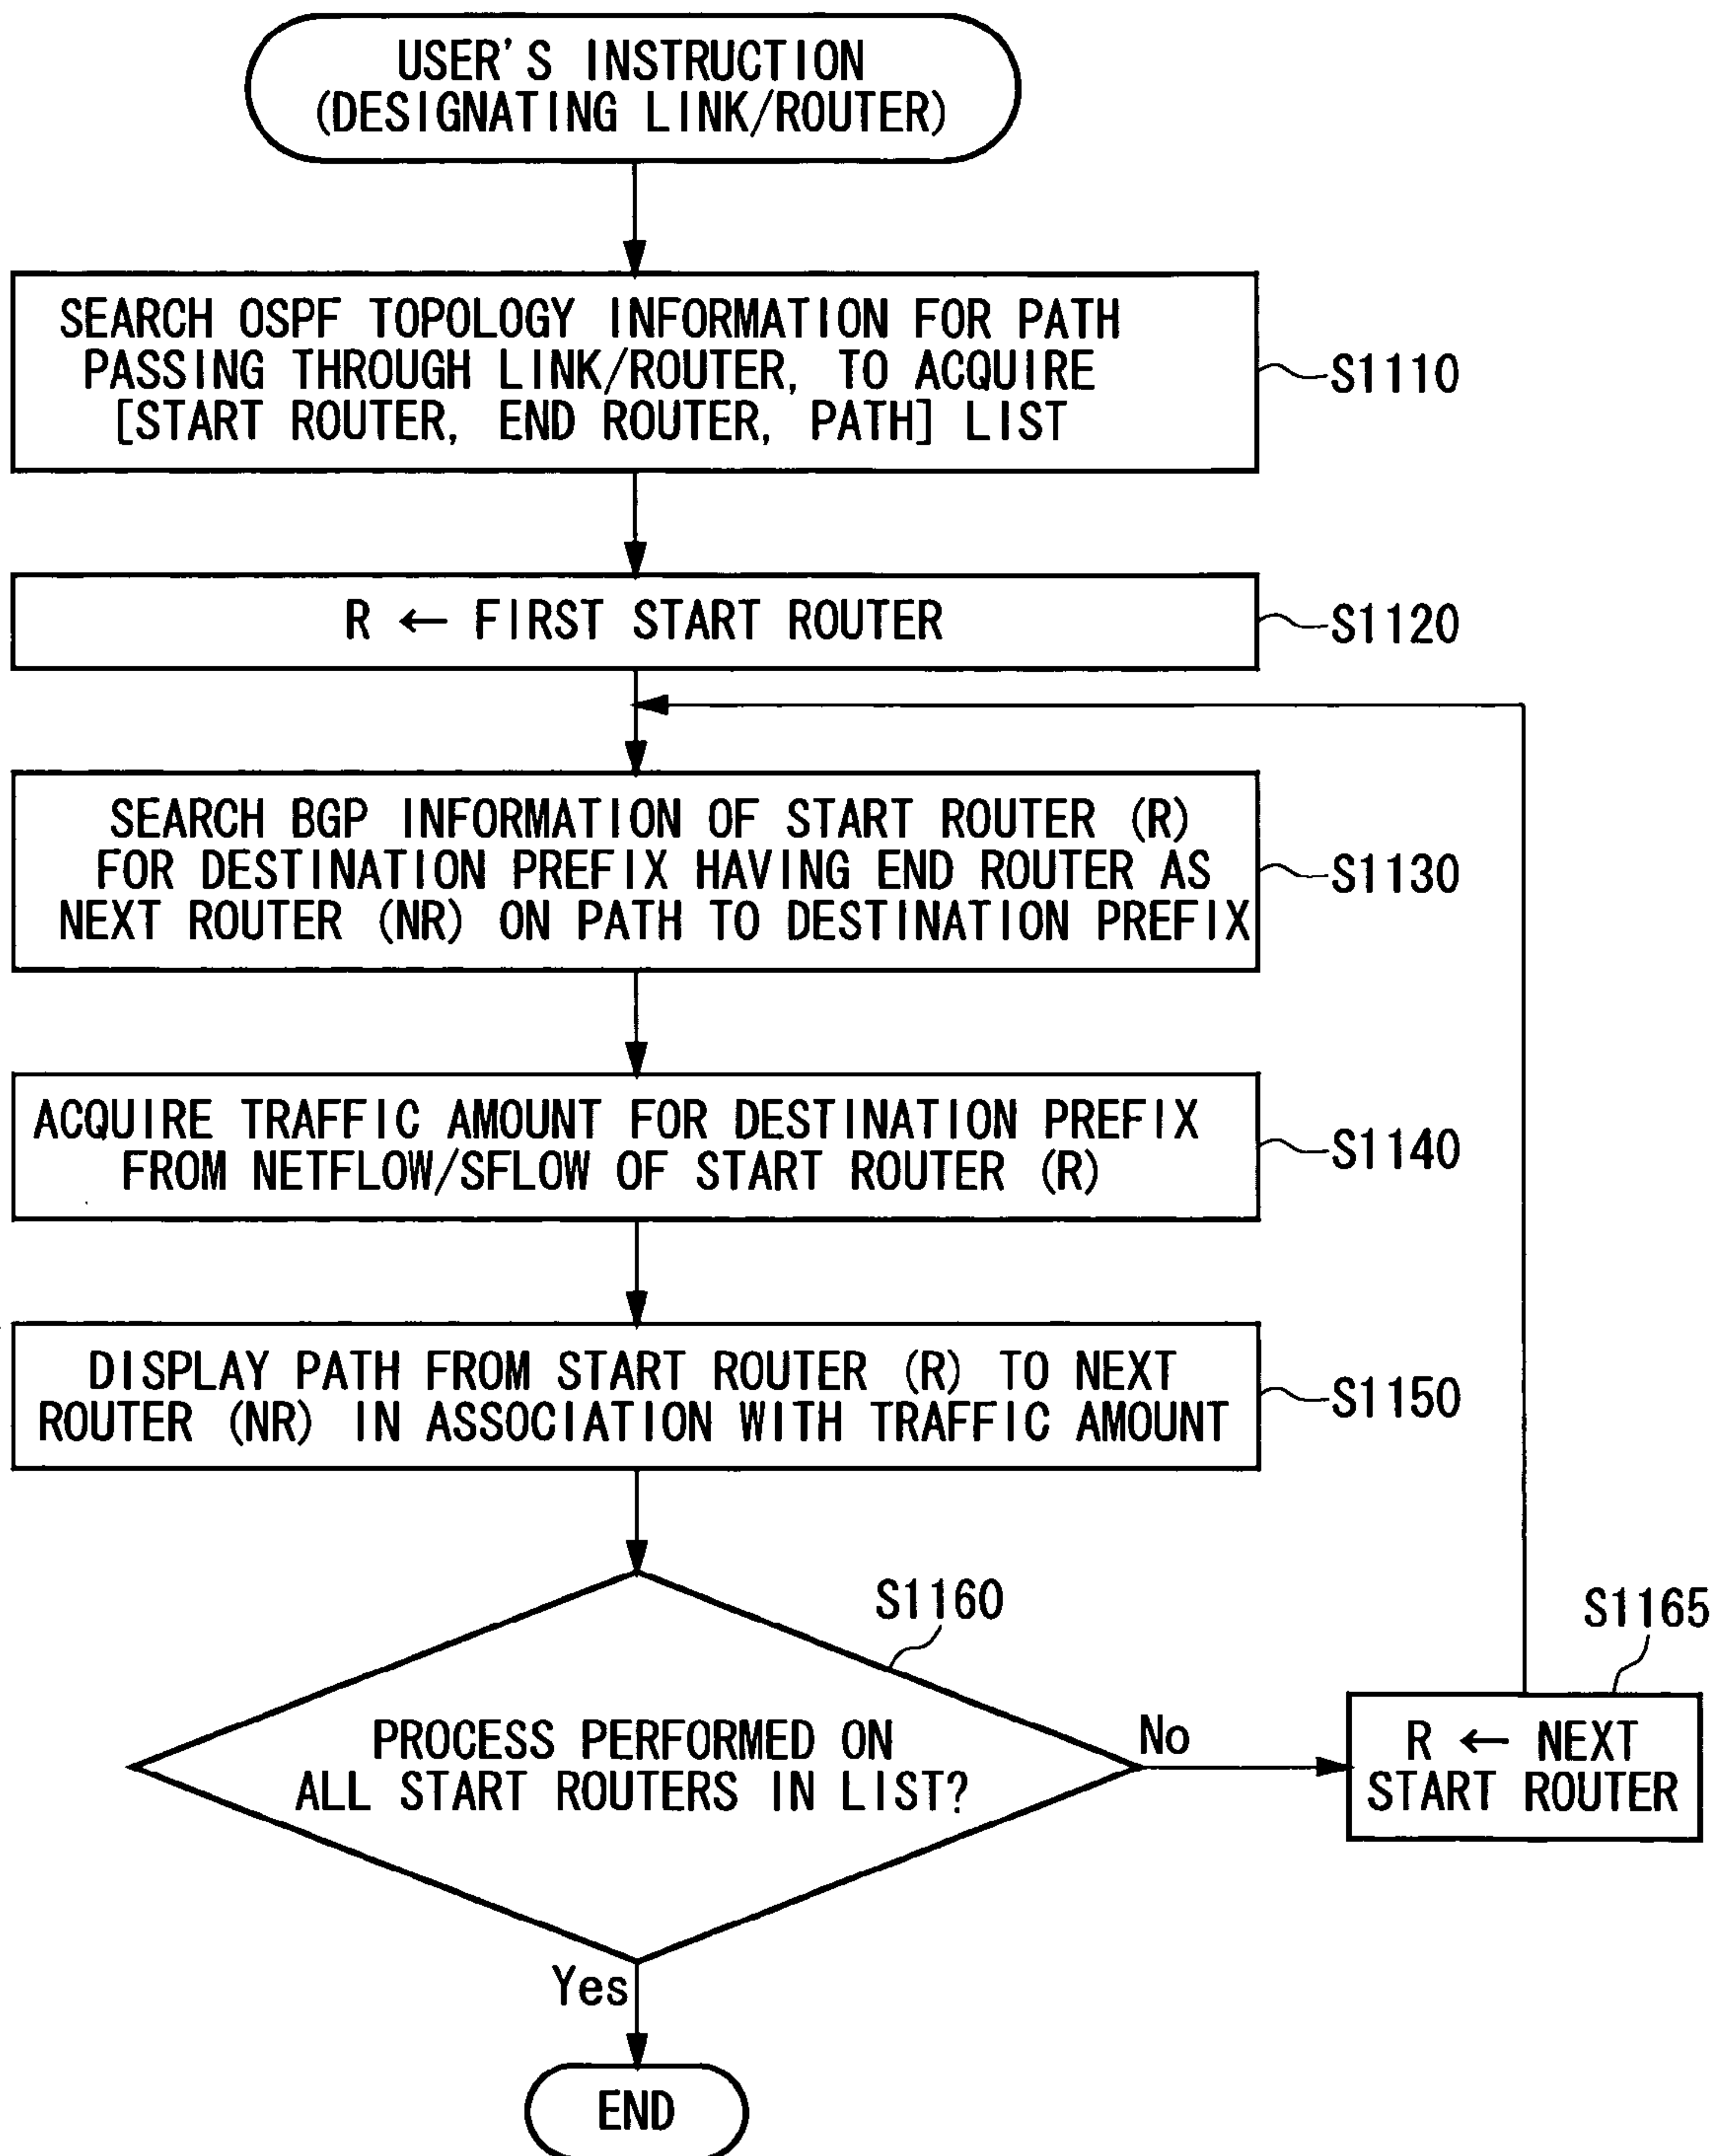 USER'S INSTRUCTION
(DESIGNATING LINK/ROUTER)
SEARCH OSPF TOPOLOGY INFORMATION FOR PATH
PASSING THROUGH LINK/ROUTER, TO ACQUIRE
[START ROUTER, END ROUTER, PATH] LIST
S1110
R ← FIRST START ROUTER
S1120
SEARCH BGP INFORMATION OF START ROUTER (R)
FOR DESTINATION PREFIX HAVING END ROUTER AS
NEXT ROUTER (NR) ON PATH TO DESTINATION PREFIX
S1130
ACQUIRE TRAFFIC AMOUNT FOR DESTINATION PREFIX
FROM NETFLOW/SFLOW OF START ROUTER (R)
S1140
DISPLAY PATH FROM START ROUTER (R) TO NEXT
ROUTER (NR) IN ASSOCIATION WITH TRAFFIC AMOUNT
S1150
S1160
PROCESS PERFORMED ON
ALL START ROUTERS IN LIST?
No
S1165
R ← NEXT
START ROUTER
Yes
END